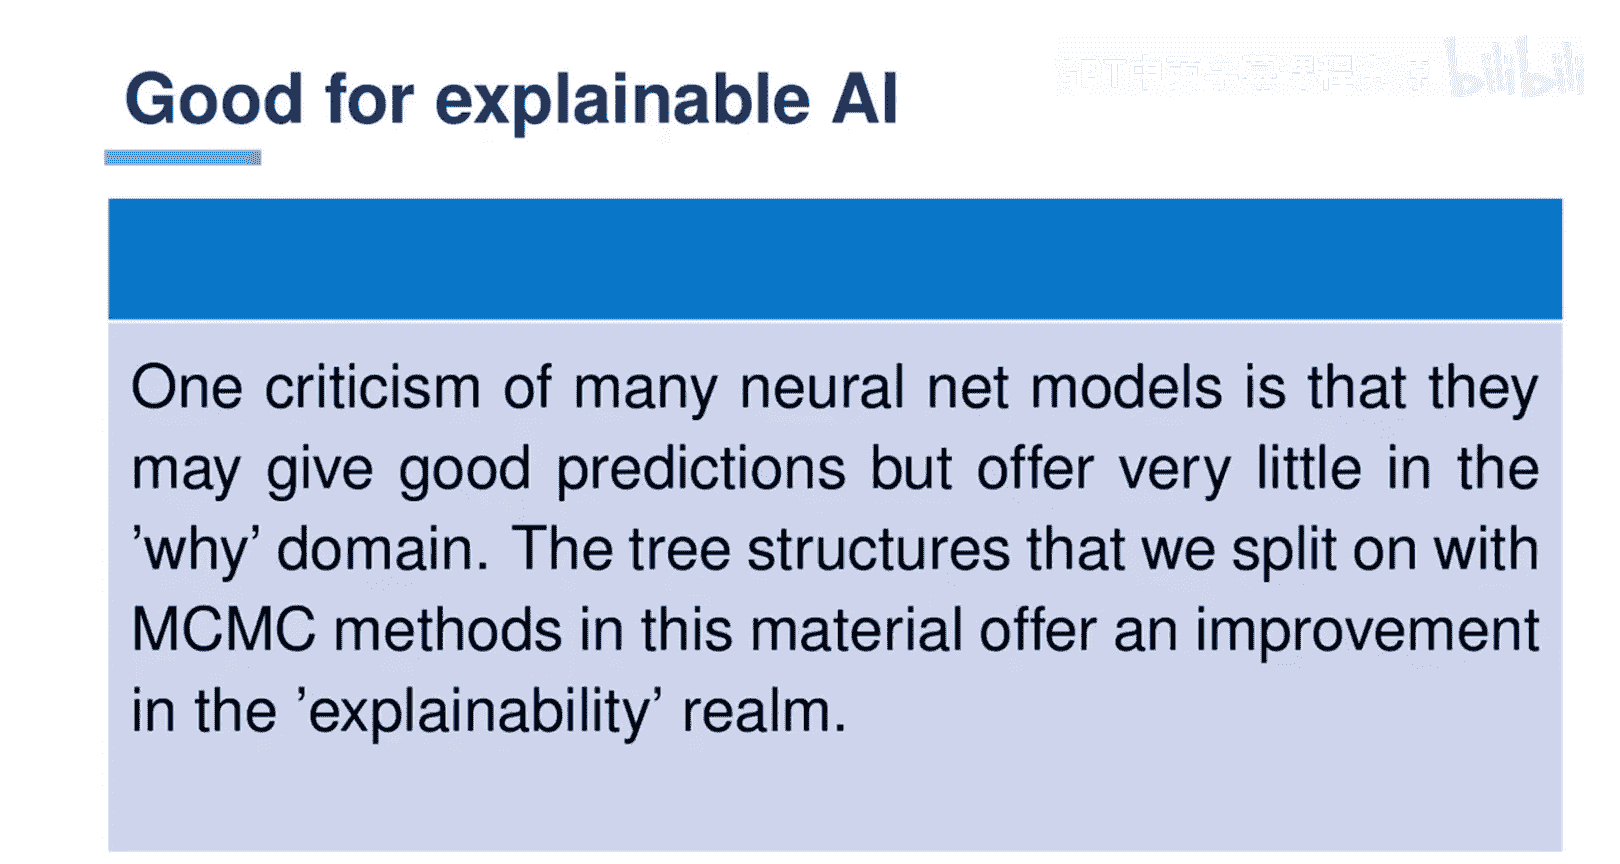 Good for explainable AI
bilibili
One criticism of many neural net models is that they
may give good predictions but offer very little in the
’why’ domain. The tree structures that we split on with
MCMC methods in this material offer an improvement
in the ’explainability’ realm.